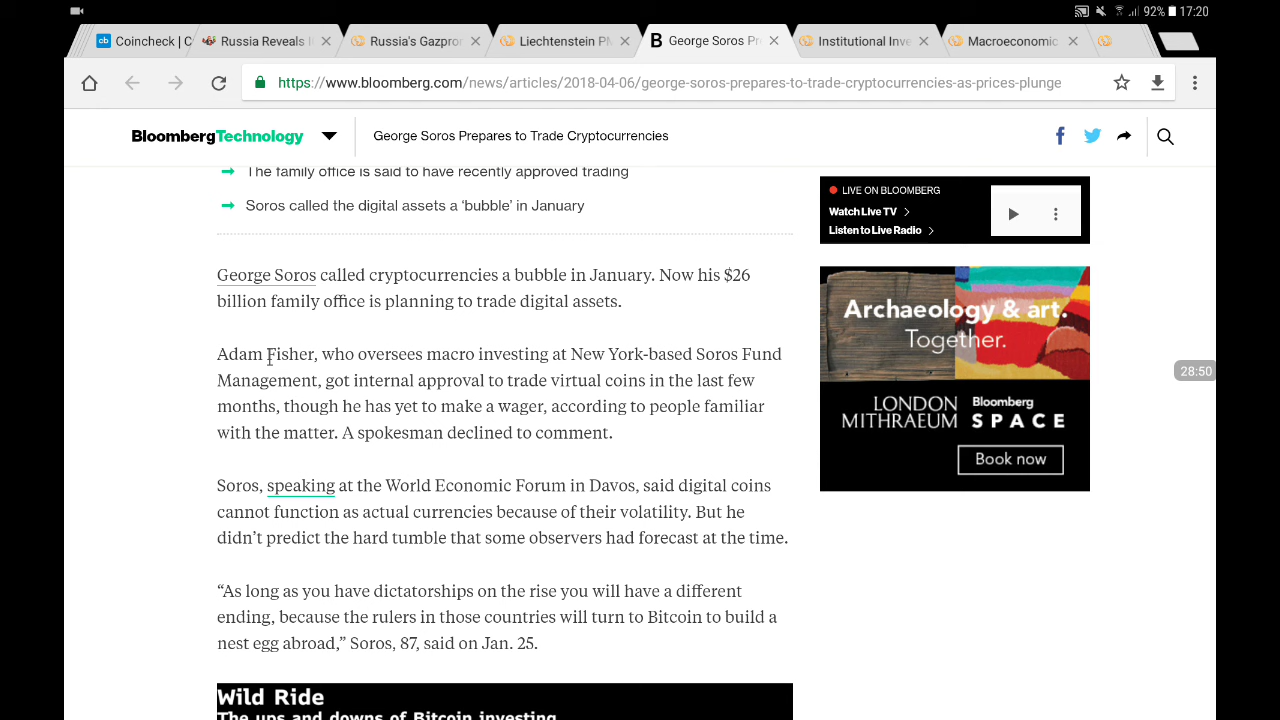 92% 17:20
Coincheck | C
Russia Reveals I
Russia's Gazpro
Liechtenstein P
George Soros Pr
Institutional Inve
Macroeconomic
https://www.bloomberg.com/news/articles/2018-04-06/george-soros-prepares-to-trade-cryptocurrencies-as-prices-plunge
BloombergTechnology
George Soros Prepares to Trade Cryptocurrencies
The family office is said to have recently approved trading
Soros called the digital assets a ‘bubble’ in January
George Soros called cryptocurrencies a bubble in January. Now his $26
billion family office is planning to trade digital assets.
Adam Fisher, who oversees macro investing at New York-based Soros Fund
Management, got internal approval to trade virtual coins in the last few
months, though he has yet to make a wager, according to people familiar
with the matter. A spokesman declined to comment.
Soros, speaking at the World Economic Forum in Davos, said digital coins
cannot function as actual currencies because of their volatility. But he
didn’t predict the hard tumble that some observers had forecast at the time.
“As long as you have dictatorships on the rise you will have a different
ending, because the rulers in those countries will turn to Bitcoin to build a
nest egg abroad,” Soros, 87, said on Jan. 25.
Wild Ride
The ups and downs of Bitcoin investing
LIVE ON BLOOMBERG
Watch Live TV
Listen to Live Radio
Archaeology & art.
Together.
LONDON
MITHRAEUM
Bloomberg
SPACE
Book now
28:50